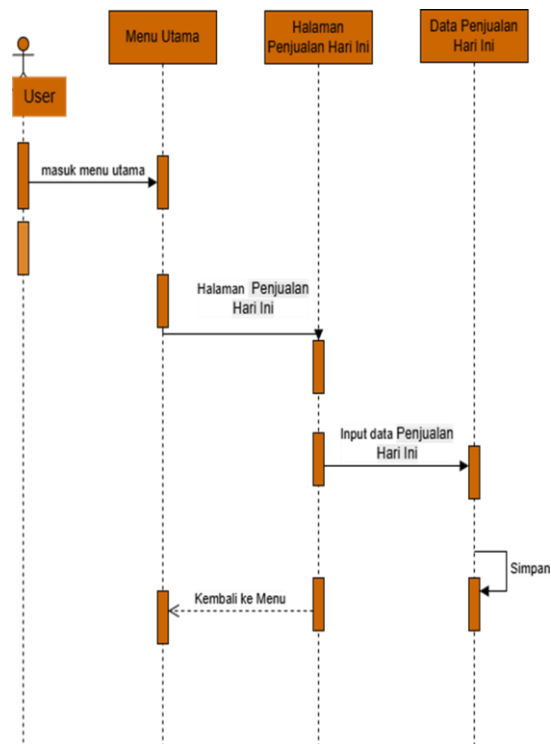 User
Menu Utama
Halaman
Penjualan Hari Ini
Data Penjualan
Hari Ini
masuk menu utama
Halaman Penjualan
Hari Ini
Input data Penjualan
Hari Ini
Simpan
Kembali ke Menu